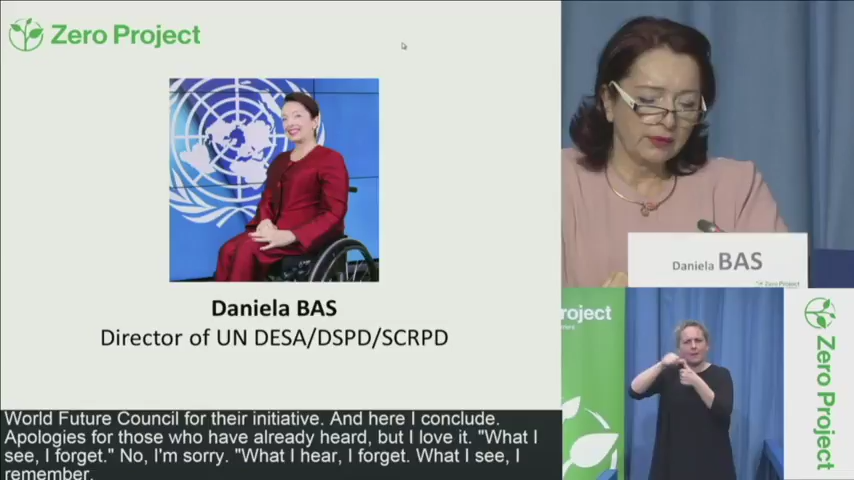 Zero Project
Daniela BAS
Director of UN DESA/DSPD/SCRPD
World Future Council for their initiative. And here I conclude.
Apologies for those who have already heard, but I love it. "What I
see, I forget." No, I'm sorry. "What I hear, I forget. What I see, I
remember.
Daniela BAS
Zero Project
roject
Zero Project